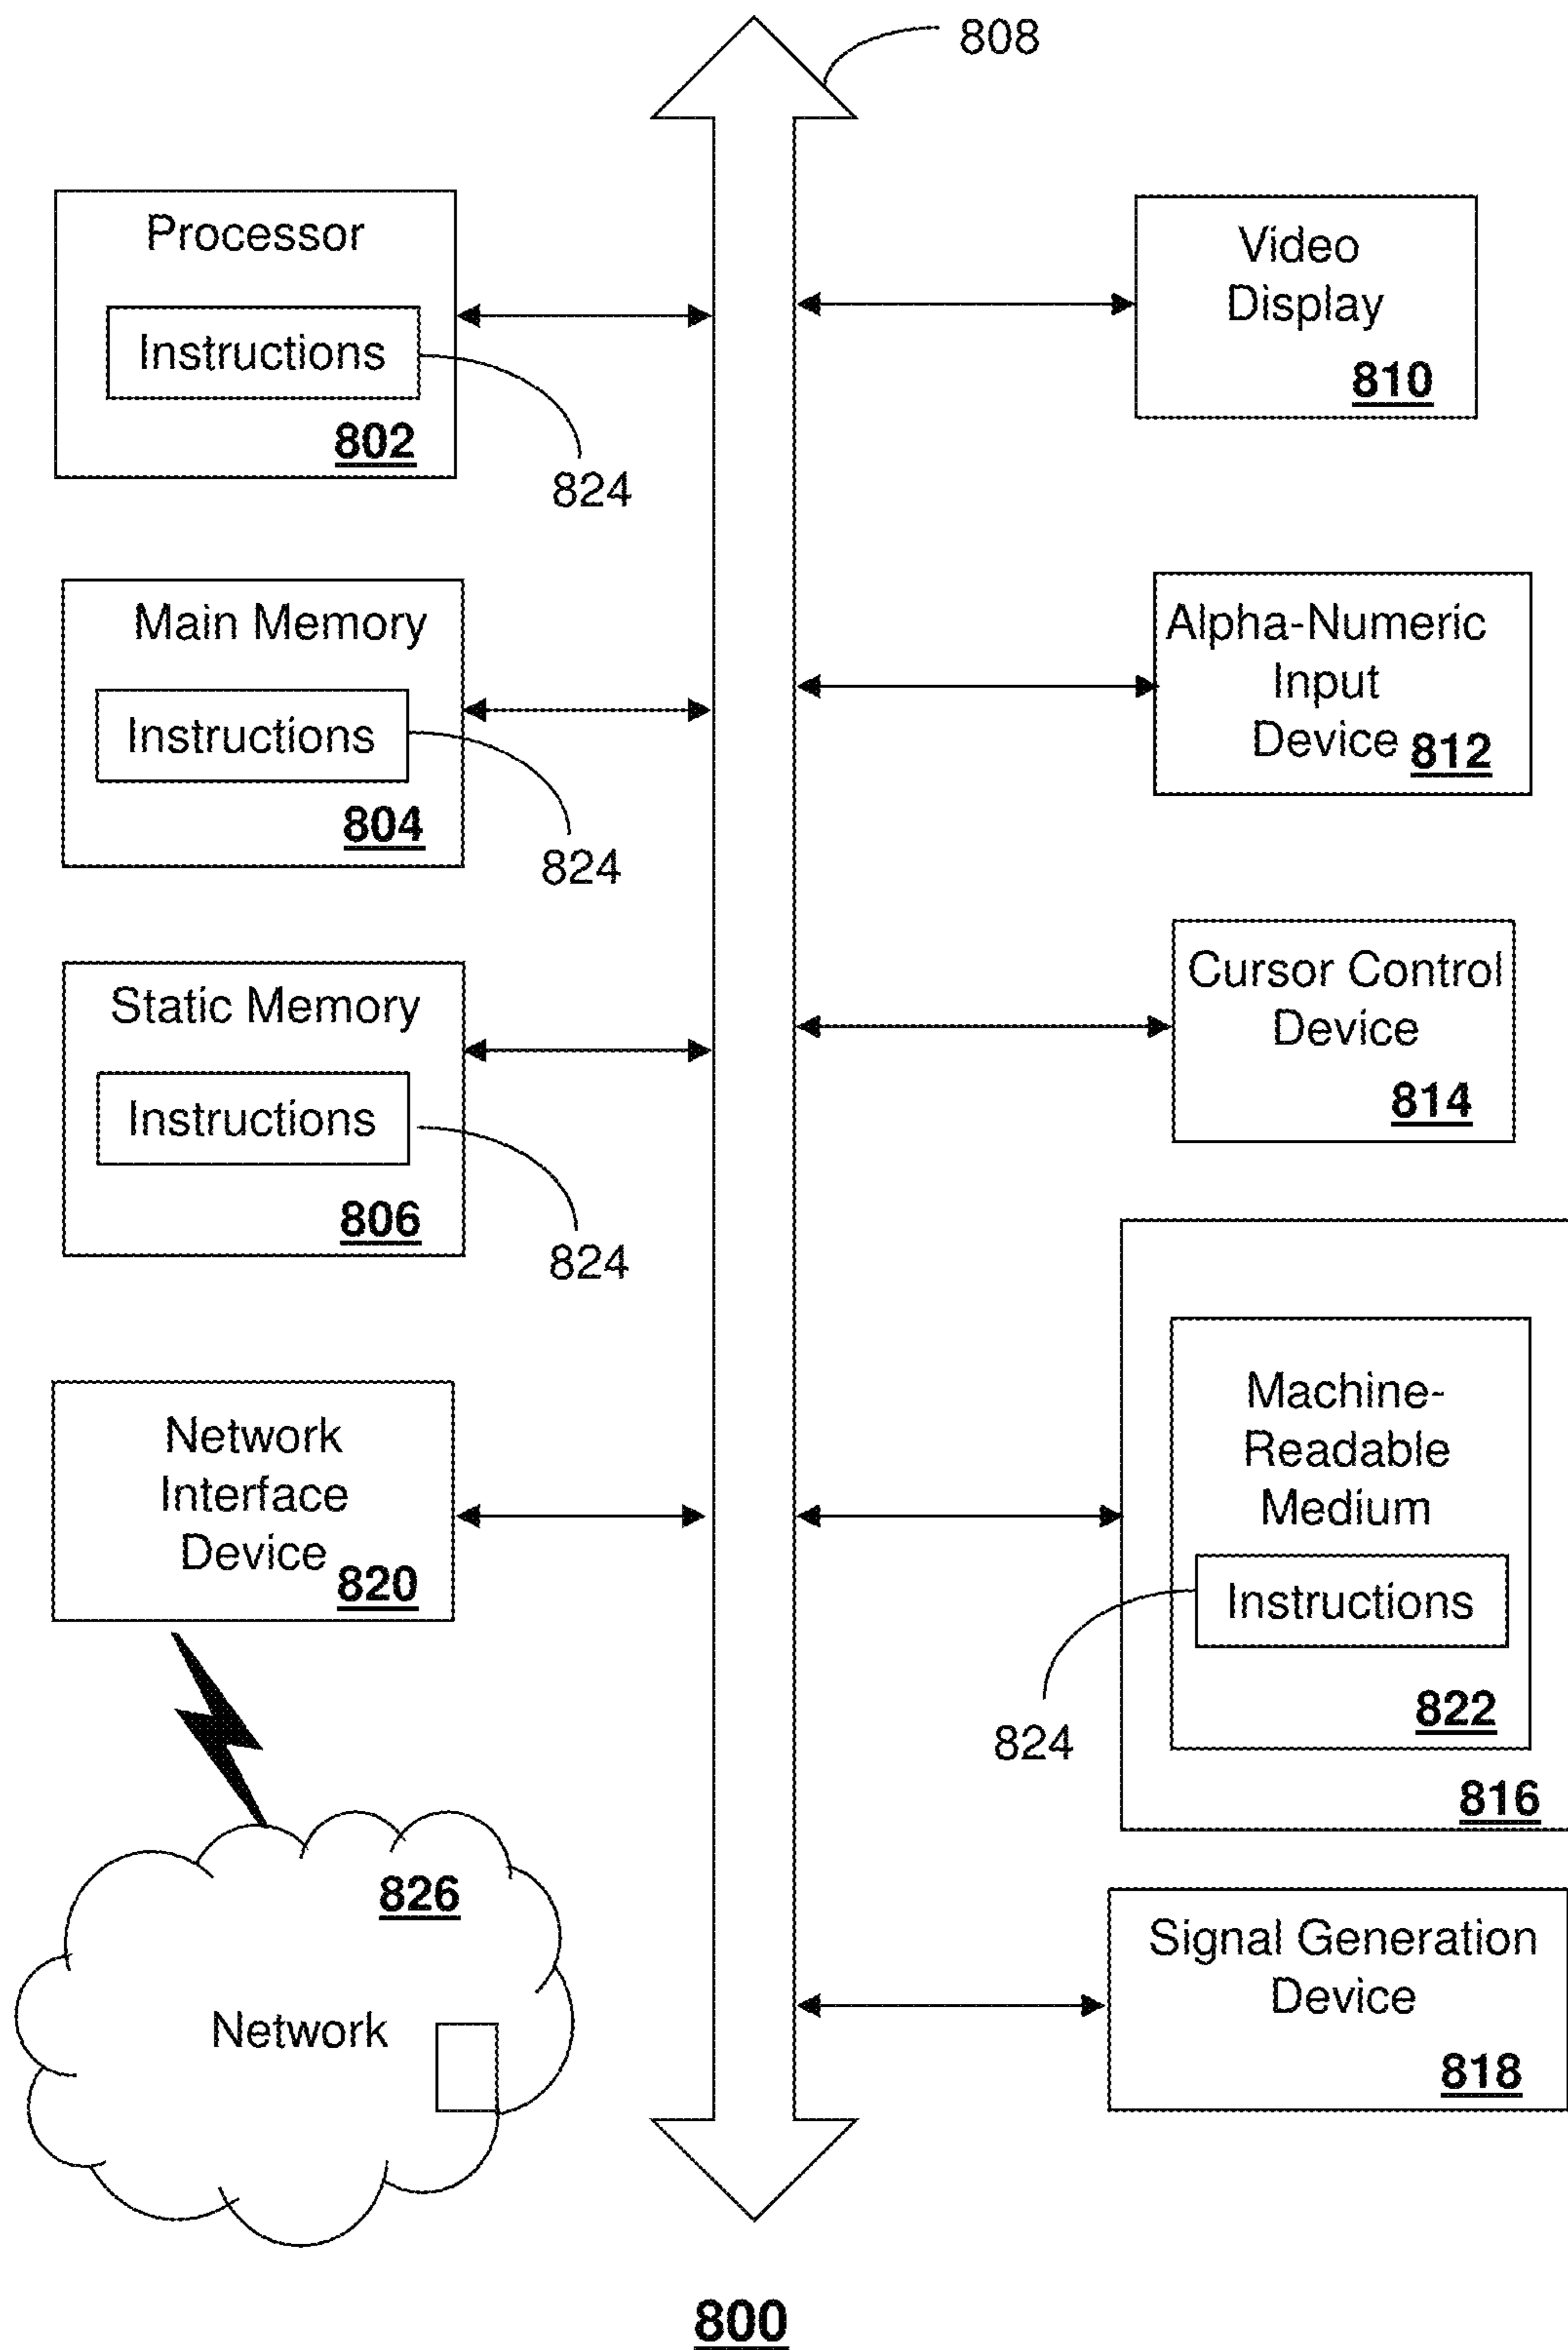 808
Processor
Instructions
802
824
Main Memory
Instructions
804
824
Static Memory
Instructions
806
824
Network
Interface
Device
820
826
Network
Video
Display
810
Alpha-Numeric
Input
Device 812
Cursor Control
Device
814
Machine-
Readable
Medium
Instructions
824
822
816
Signal Generation
Device
818
800